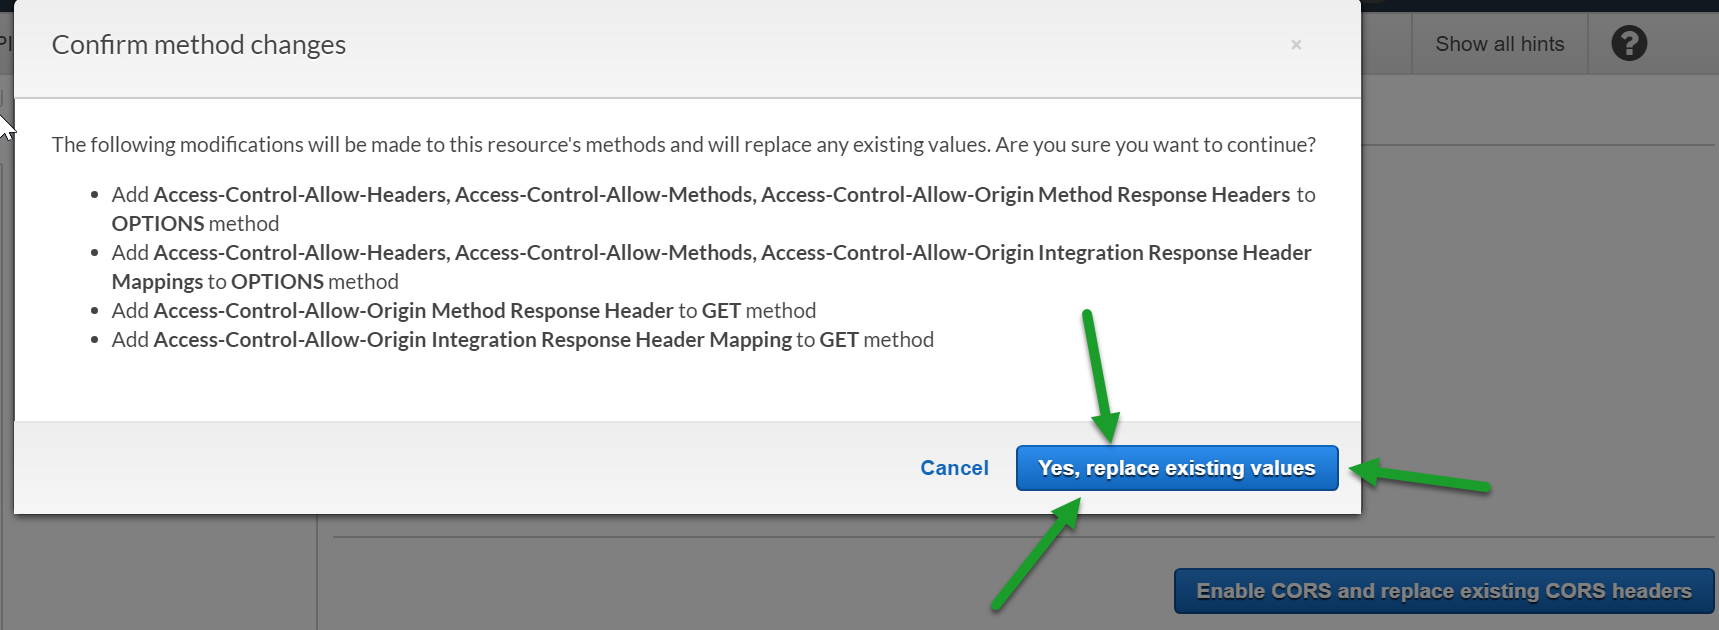 Confirm method changes
×
Show all hints
?
The following modifications will be made to this resource's methods and will replace any existing values. Are you sure you want to continue?
• Add Access-Control-Allow-Headers, Access-Control-Allow-Methods, Access-Control-Allow-Origin Method Response Headers to
OPTIONS method
• Add Access-Control-Allow-Headers, Access-Control-Allow-Methods, Access-Control-Allow-Origin Integration Response Header
Mappings to OPTIONS method
• Add Access-Control-Allow-Origin Method Response Header to GET method
• Add Access-Control-Allow-Origin Integration Response Header Mapping to GET method
Cancel
Yes, replace existing values
Enable CORS and replace existing CORS headers